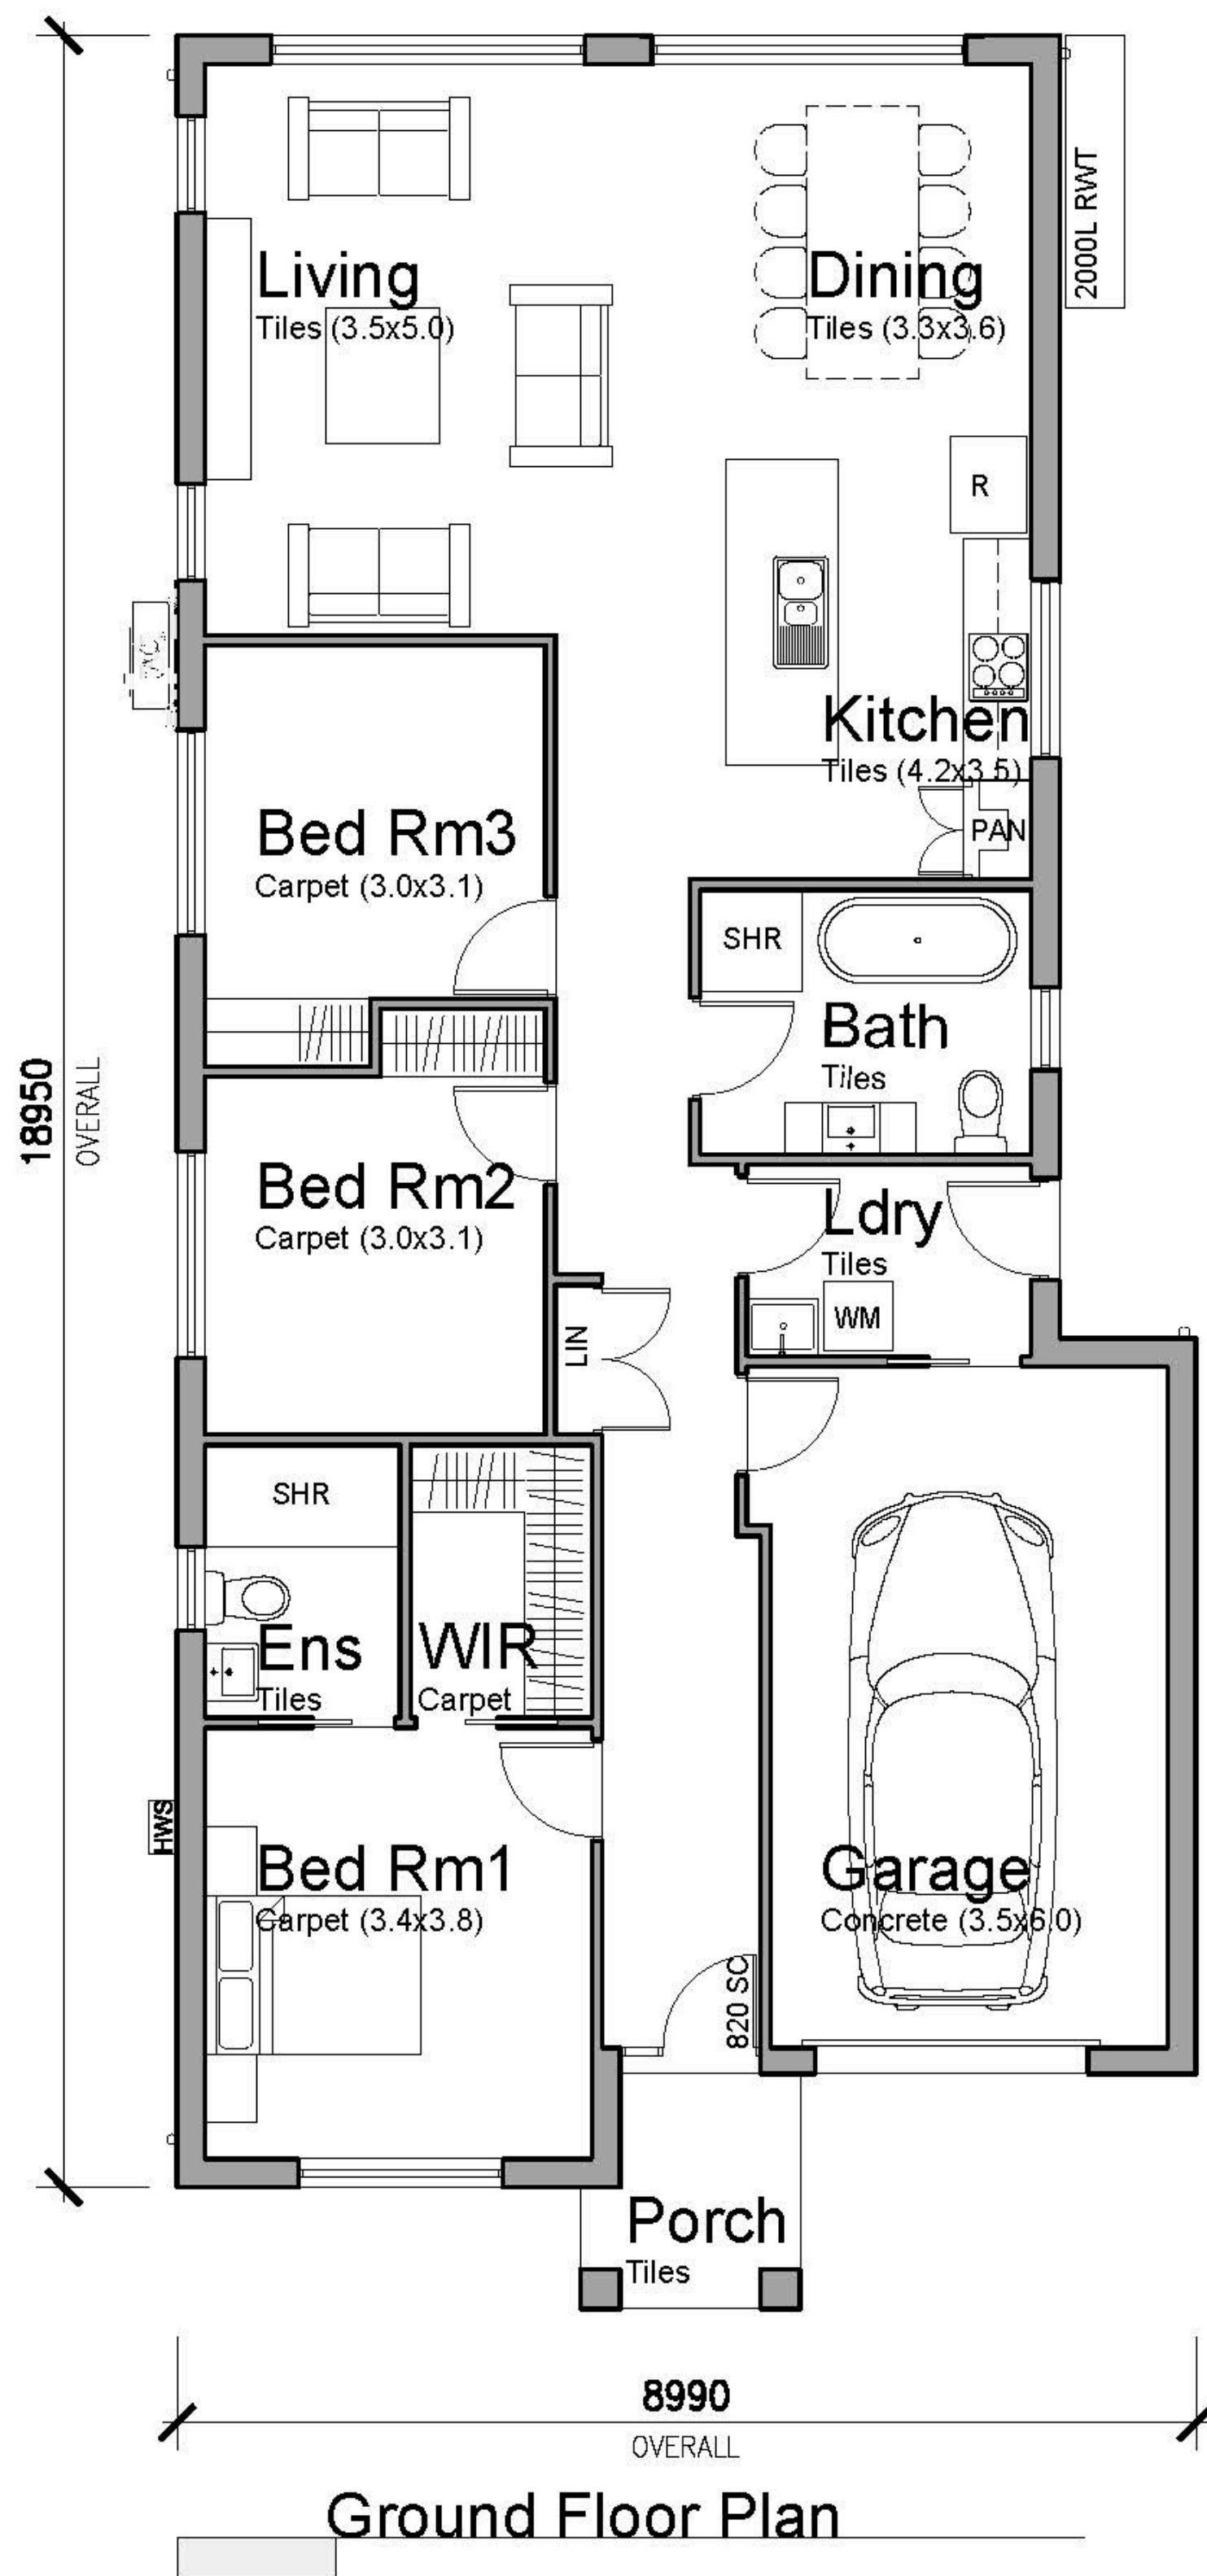 2000L RWT
Living
Tiles (3.5x5.0)
Dining
Tiles (3.3x3.6)
R
Kitchen
Tiles (4.2x3.5)
PAN
Bed Rm3
Carpet (3.0x3.1)
SHR
Bath
Tiles
18950
OVERALL
Bed Rm2
Carpet (3.0x3.1)
Ldry
Tiles
WM
LIN
SHR
Ens
Tiles
WIR
Carpet
HWS
Bed Rm1
Carpet (3.4x3.8)
Garage
Concrete (3.5x6.0)
820 SC
Porch
Tiles
8990
OVERALL
Ground Floor Plan